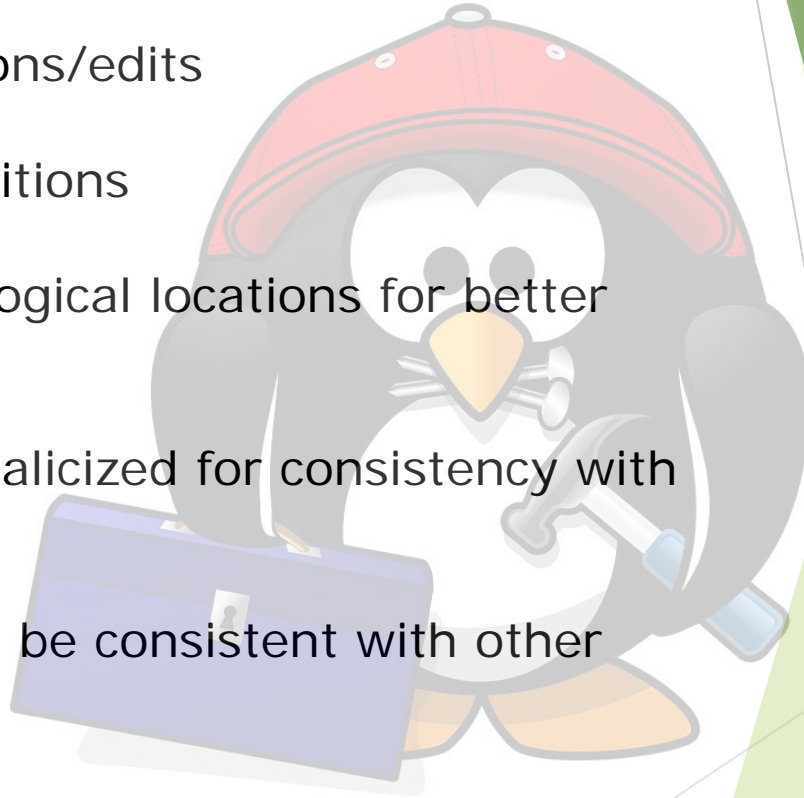 ons/edits
itions
ogical locations for better
alicized for consistency with
be consistent with other